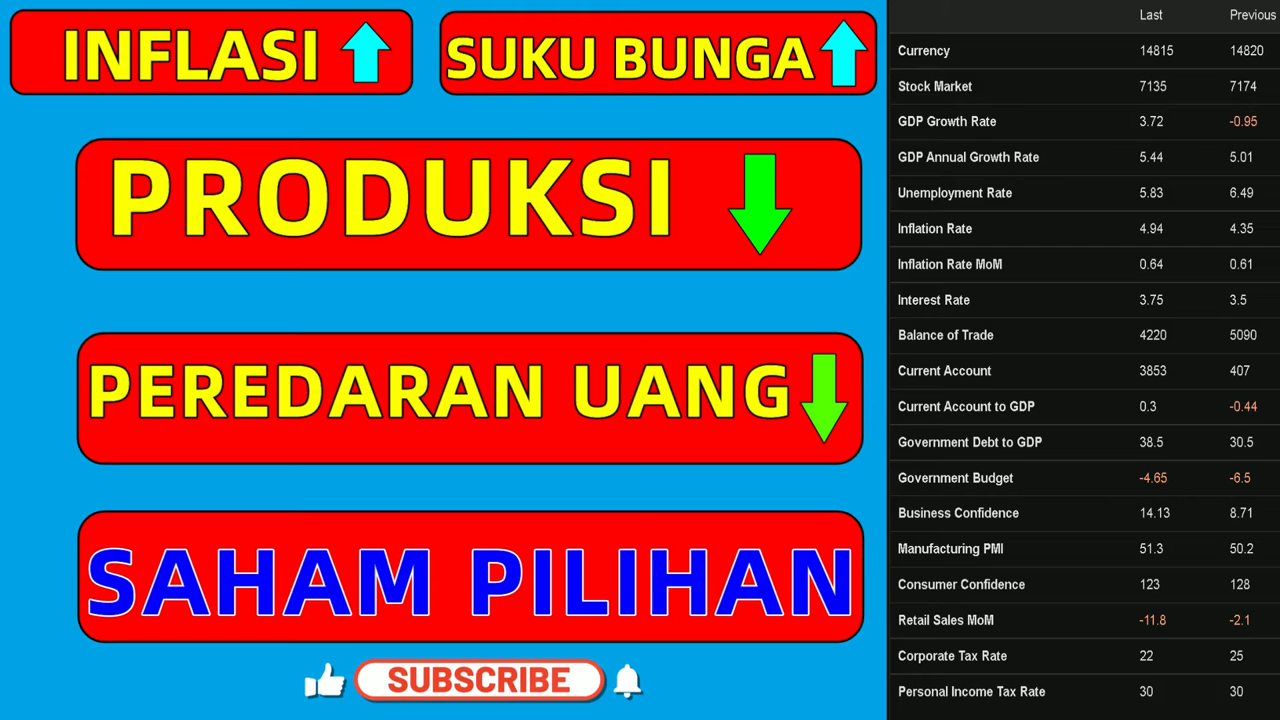 INFLASI
SUKU BUNGA
PRODUKSI
PEREDARAN UANG
SAHAM PILIHAN
SUBSCRIBE
Last Previous
Currency 14815 14820
Stock Market 7135 7174
GDP Growth Rate 3.72 -0.95
GDP Annual Growth Rate 5.44 5.01
Unemployment Rate 5.83 6.49
Inflation Rate 4.94 4.35
Inflation Rate MoM 0.64 0.61
Interest Rate 3.75 3.5
Balance of Trade 4220 5090
Current Account 3853 407
Current Account to GDP 0.3 -0.44
Government Debt to GDP 38.5 30.5
Government Budget -4.65 -6.5
Business Confidence 14.13 8.71
Manufacturing PMI 51.3 50.2
Consumer Confidence 123 128
Retail Sales MoM -11.8 -2.1
Corporate Tax Rate 22 25
Personal Income Tax Rate 30 30